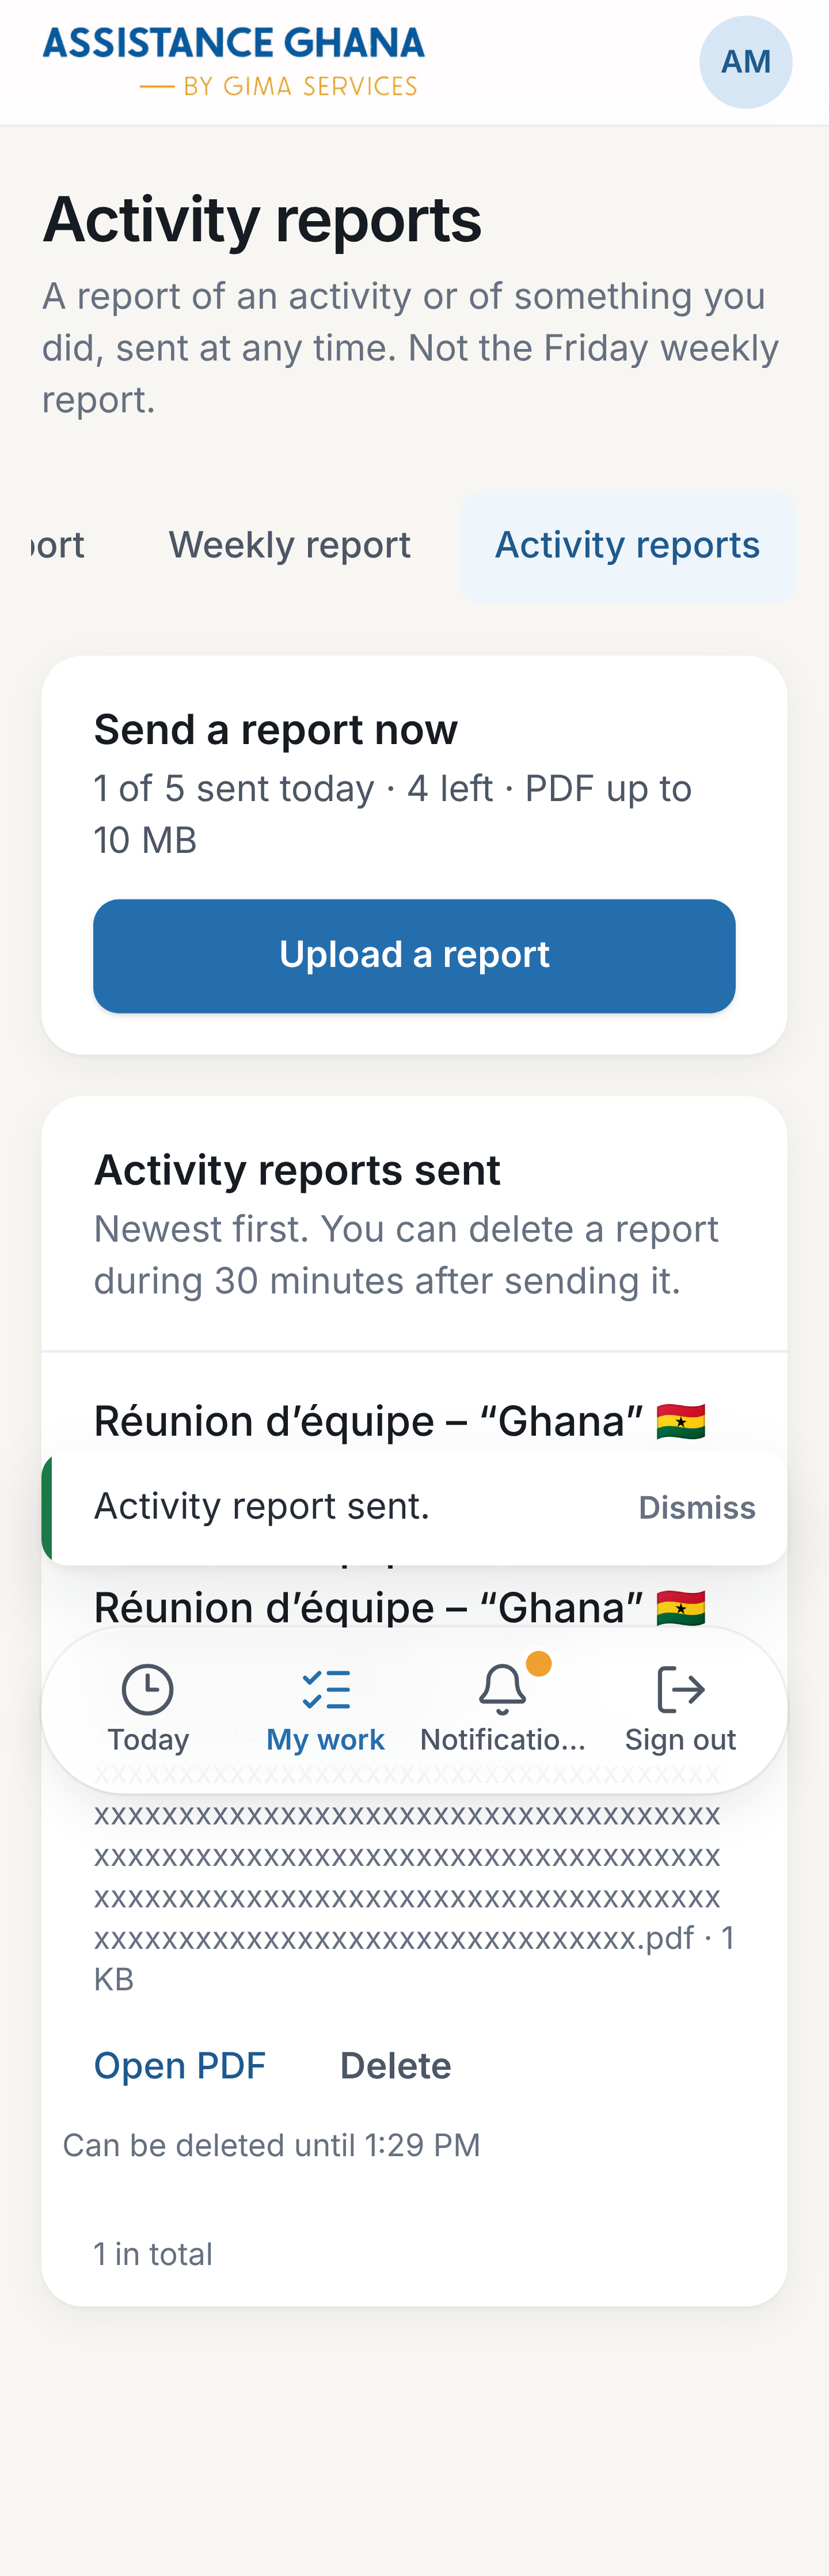 ASSISTANCE GHANA
BY GIMA SERVICES
AM
Activity reports
A report of an activity or of something you
did, sent at any time. Not the Friday weekly
report.
Weekly report
Activity reports
Send a report now
1 of 5 sent today · 4 left · PDF up to
10 MB
Upload a report
Activity reports sent
Newest first. You can delete a report
during 30 minutes after sending it.
Réunion d’équipe – “Ghana” 🇬🇭
Activity report sent.
Dismiss
Réunion d’équipe – “Ghana” 🇬🇭
Today
My work
Notificatio...
Sign out
xxxxxxxxxxxxxxxxxxxxxxxxxxxxxxxxxxxxx
xxxxxxxxxxxxxxxxxxxxxxxxxxxxxxxxxxxxx
xxxxxxxxxxxxxxxxxxxxxxxxxxxxxxxxxxxxx
xxxxxxxxxxxxxxxxxxxxxxxxxxxxxxxxxxxxx
xxxxxxxxxxxxxxxxxxxxxxxxxxxxxxxx.pdf · 1
KB
Open PDF
Delete
Can be deleted until 1:29 PM
1 in total